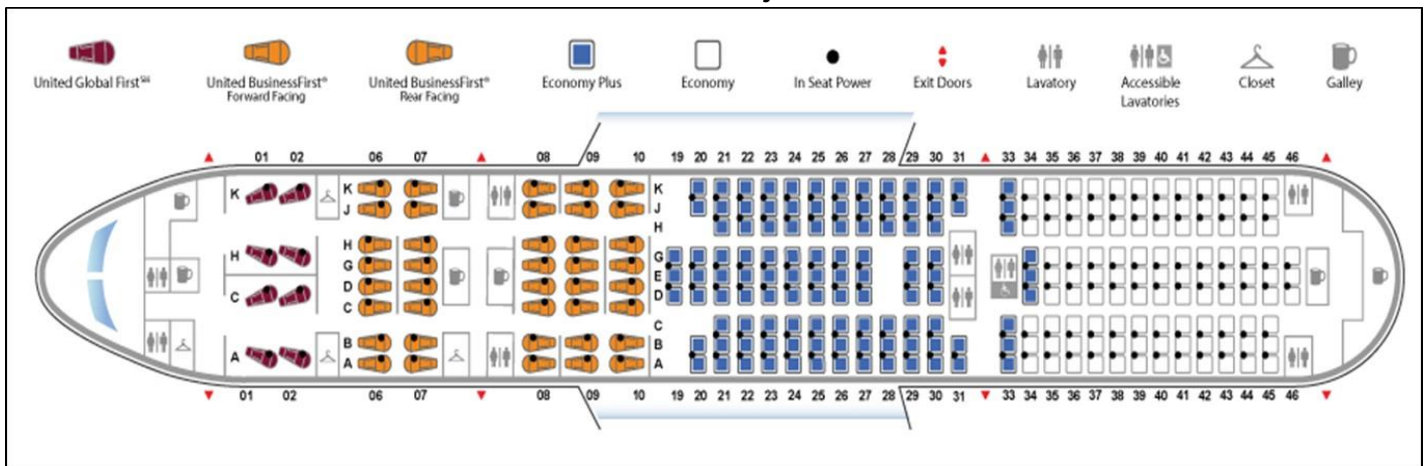 United Global First℠
United BusinessFirst®
Forward Facing
United BusinessFirst®
Rear Facing
Economy Plus
Economy
In Seat Power
Exit Doors
Lavatory
Accessible
Lavatories
Closet
Galley
01 02 06 07 08 09 10 19 20 21 22 23 24 25 26 27 28 29 30 31 33 34 35 36 37 38 39 40 41 42 43 44 45 46
K K K
J J
H
H H
G G
E
D D
C C
C
B B
A A A
01 02 06 07 08 09 10 19 20 21 22 23 24 25 26 27 28 29 30 31 33 34 35 36 37 38 39 40 41 42 43 44 45 46